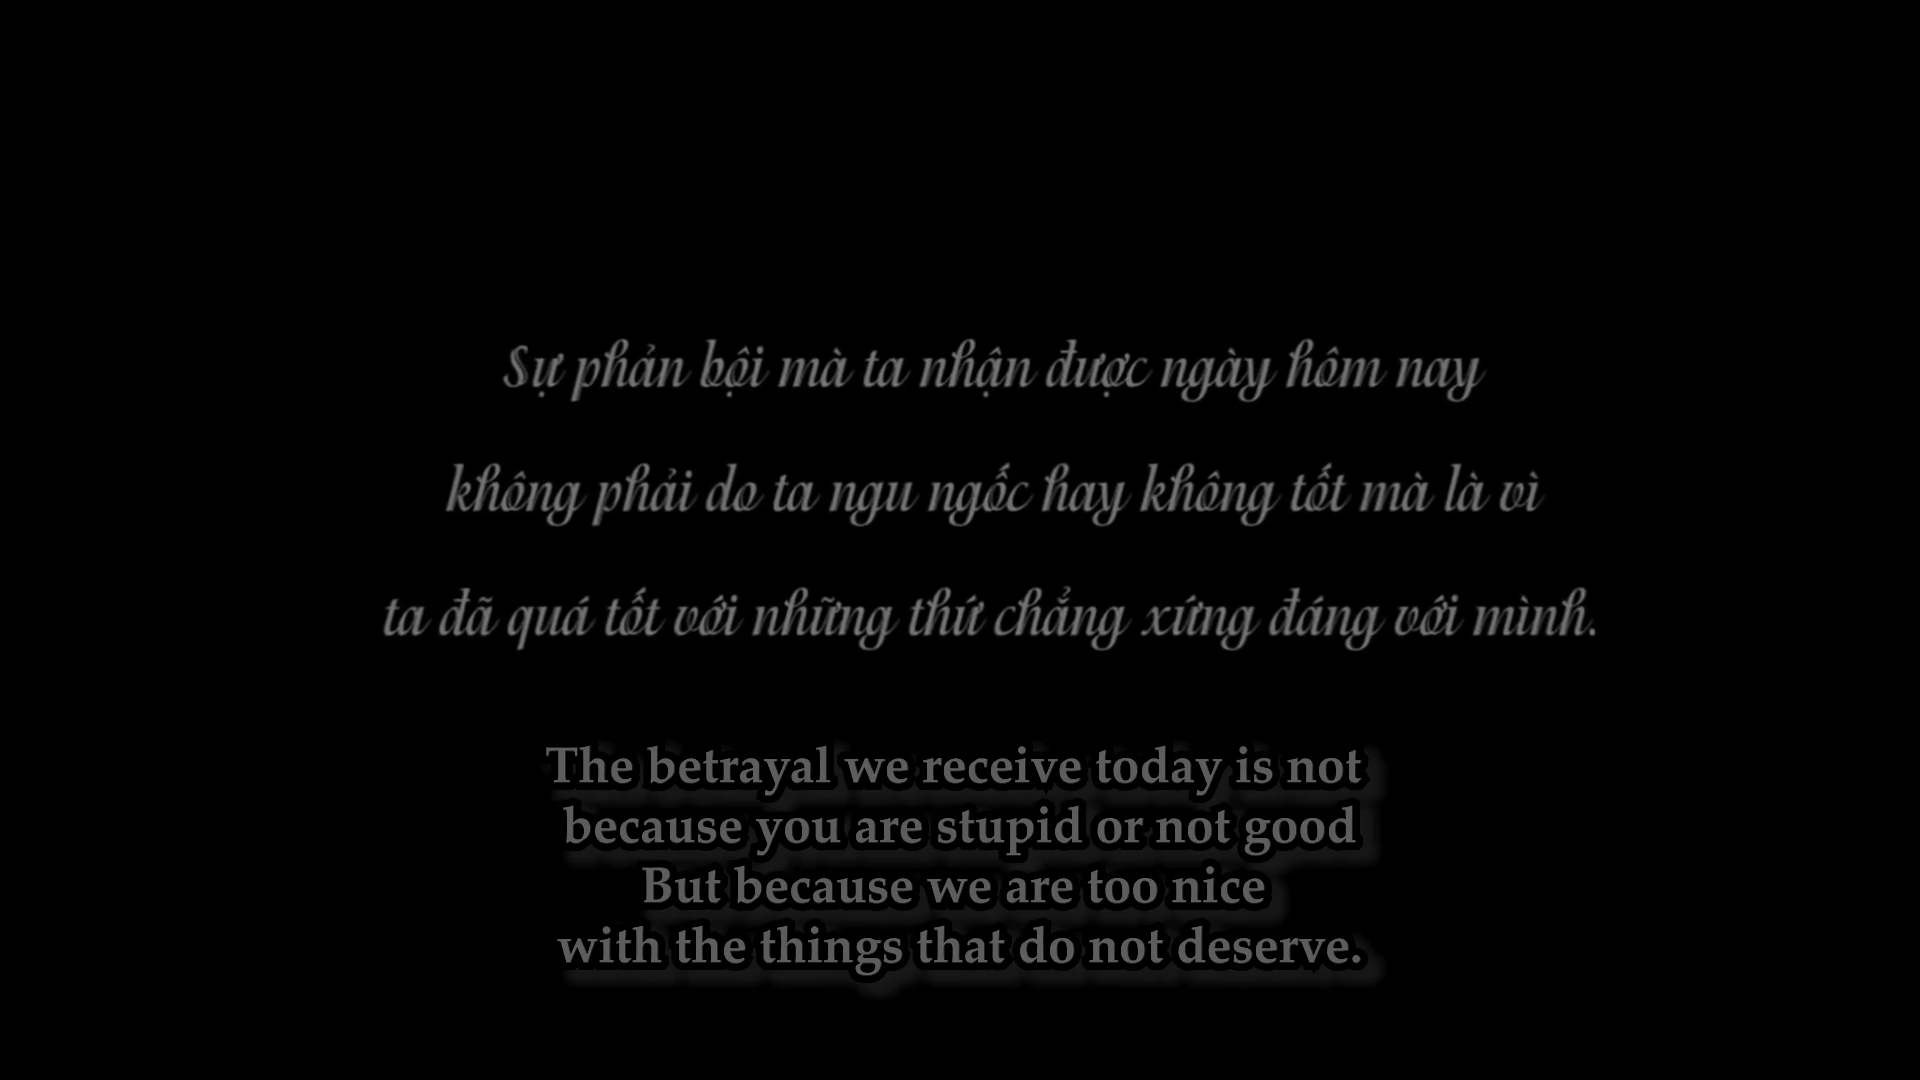 Sự phản bội mà ta nhận được ngày hôm nay
không phải do ta ngu ngốc hay không tốt mà là vì
ta đã quá tốt với những thứ chẳng xứng đáng với mình.
The betrayal we receive today is not
because you are stupid or not good
But because we are too nice
with the things that do not deserve.